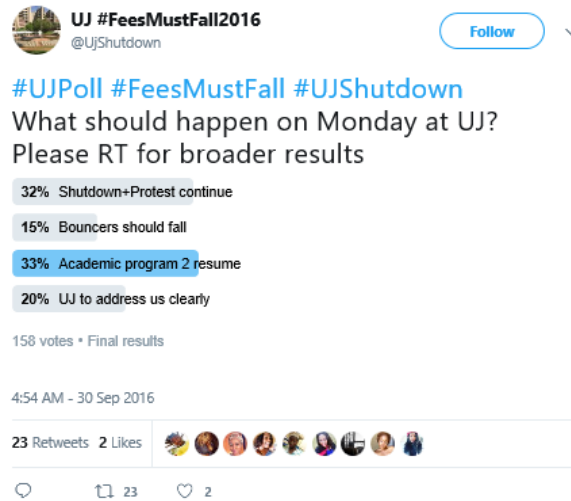 UJ #FeesMustFall2016
@UjShutdown
Follow
#UJPoll #FeesMustFall #UJShutdown
What should happen on Monday at UJ?
Please RT for broader results
32% Shutdown+Protest continue
15% Bouncers should fall
33% Academic program 2 resume
20% UJ to address us clearly
158 votes • Final results
4:54 AM - 30 Sep 2016
23 Retweets 2 Likes
23 2